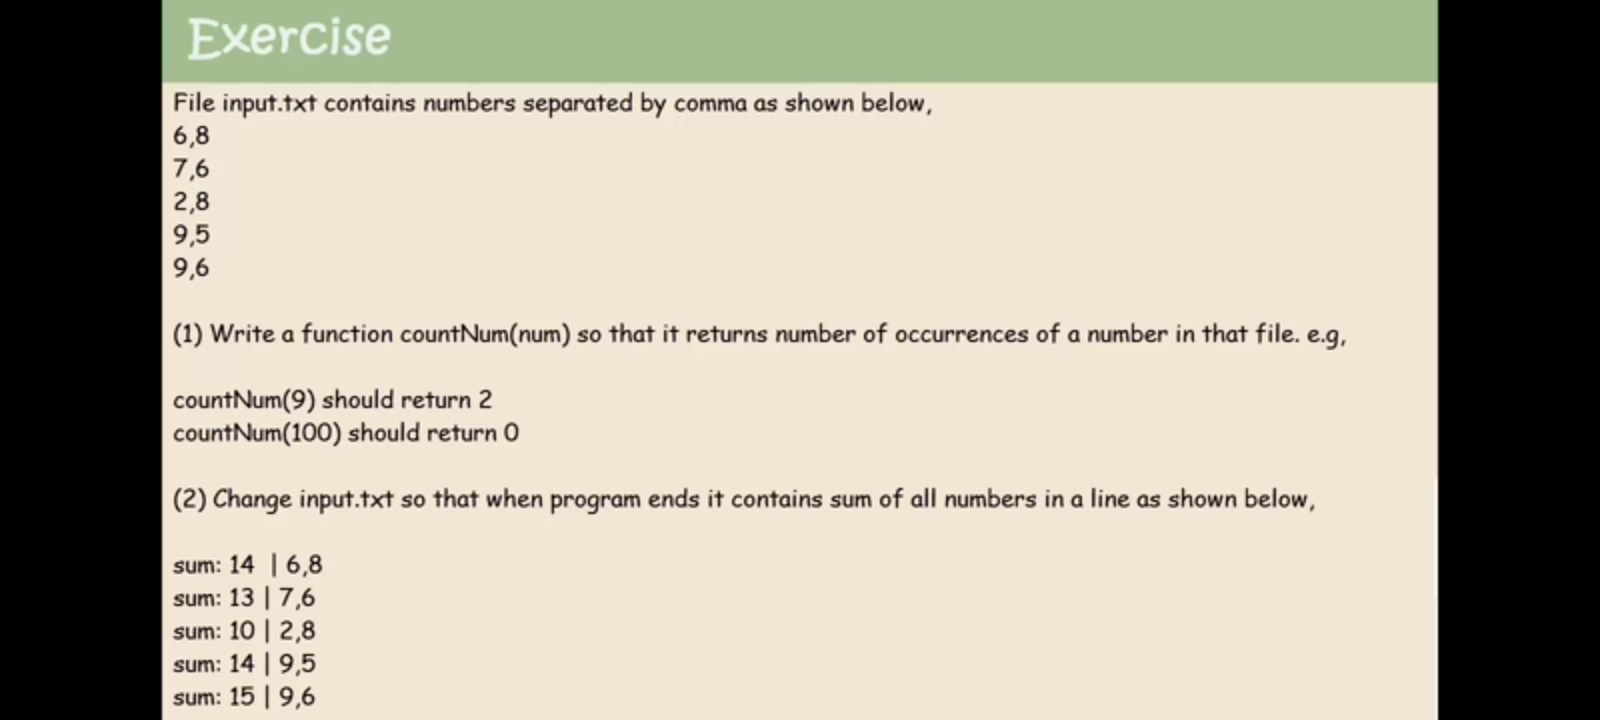 Exercise
File input.txt contains numbers separated by comma as shown below,
6,8
7,6
2,8
9,5
9,6
(1) Write a function countNum(num) so that it returns number of occurrences of a number in that file. e.g,
countNum(9) should return 2
countNum(100) should return 0
(2) Change input.txt so that when program ends it contains sum of all numbers in a line as shown below,
sum: 14 | 6,8
sum: 13 | 7,6
sum: 10 | 2,8
sum: 14 | 9,5
sum: 15 | 9,6